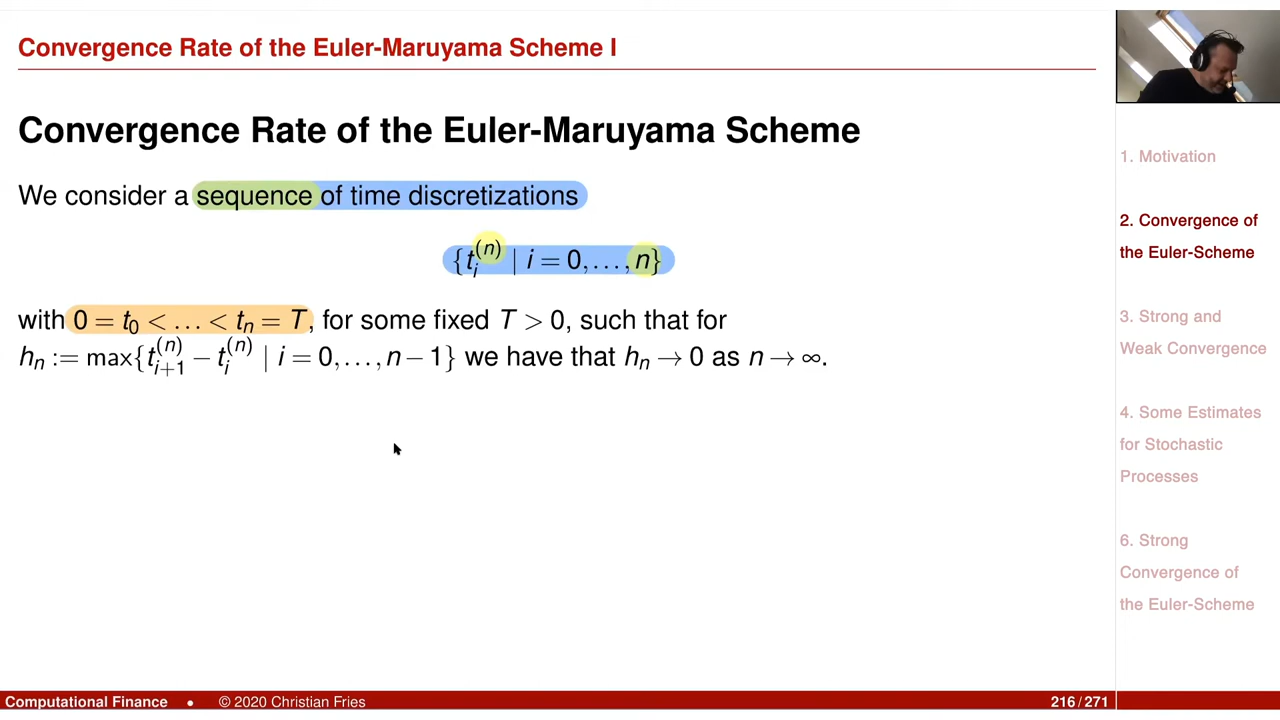 Convergence Rate of the Euler-Maruyama Scheme I
Convergence Rate of the Euler-Maruyama Scheme
We consider a sequence of time discretizations
{t_i^{(n)} | i = 0,…,n}
with 0 = t_0 < … < t_n = T, for some fixed T > 0, such that for
h_n := max{t_{i+1}^{(n)} − t_i^{(n)} | i = 0,…,n − 1} we have that h_n → 0 as n → ∞.
1. Motivation
2. Convergence of
the Euler-Scheme
3. Strong and
Weak Convergence
4. Some Estimates
for Stochastic
Processes
6. Strong
Convergence of
the Euler-Scheme
Computational Finance • © 2020 Christian Fries 216 / 271